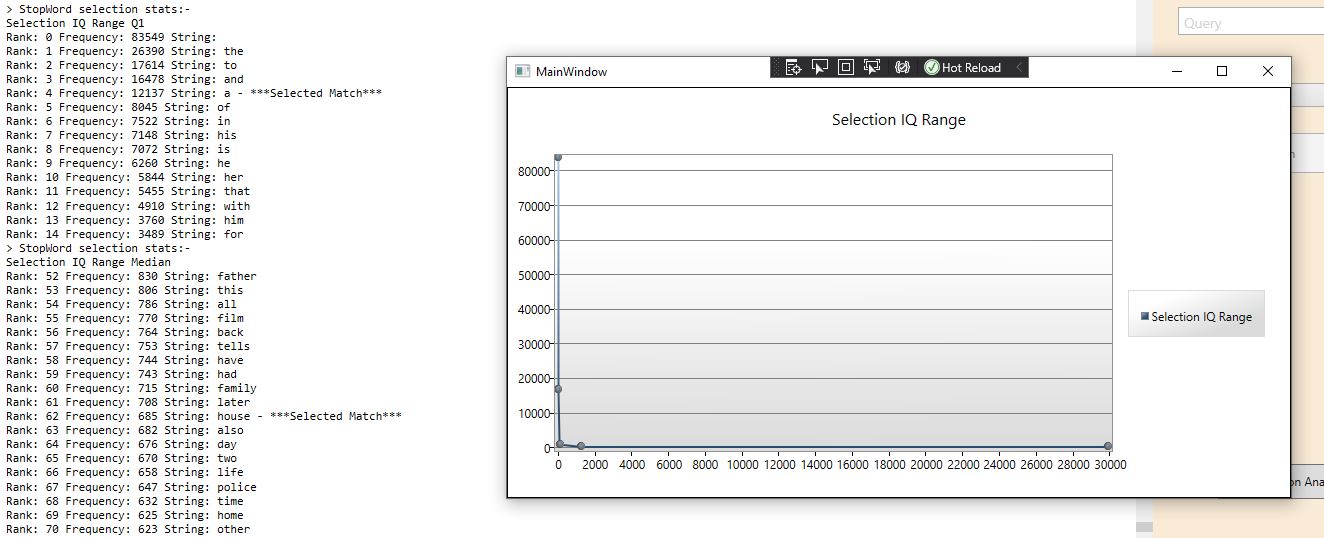 > StopWord selection stats:-
Selection IQ Range Q1
Rank: 0 Frequency: 83549 String:
Rank: 1 Frequency: 26390 String: the
Rank: 2 Frequency: 17614 String: to
Rank: 3 Frequency: 16478 String: and
Rank: 4 Frequency: 12137 String: a - ***Selected Match***
Rank: 5 Frequency: 8045 String: of
Rank: 6 Frequency: 7522 String: in
Rank: 7 Frequency: 7148 String: his
Rank: 8 Frequency: 7072 String: is
Rank: 9 Frequency: 6260 String: he
Rank: 10 Frequency: 5844 String: her
Rank: 11 Frequency: 5455 String: that
Rank: 12 Frequency: 4910 String: with
Rank: 13 Frequency: 3760 String: him
Rank: 14 Frequency: 3489 String: for
> StopWord selection stats:-
Selection IQ Range Median
Rank: 52 Frequency: 830 String: father
Rank: 53 Frequency: 806 String: this
Rank: 54 Frequency: 786 String: all
Rank: 55 Frequency: 770 String: film
Rank: 56 Frequency: 764 String: back
Rank: 57 Frequency: 753 String: tells
Rank: 58 Frequency: 744 String: have
Rank: 59 Frequency: 743 String: had
Rank: 60 Frequency: 715 String: family
Rank: 61 Frequency: 708 String: later
Rank: 62 Frequency: 685 String: house - ***Selected Match***
Rank: 63 Frequency: 682 String: also
Rank: 64 Frequency: 676 String: day
Rank: 65 Frequency: 670 String: two
Rank: 66 Frequency: 658 String: life
Rank: 67 Frequency: 647 String: police
Rank: 68 Frequency: 632 String: time
Rank: 69 Frequency: 625 String: home
Rank: 70 Frequency: 623 String: other
Query
MainWindow
Hot Reload
Selection IQ Range
80000
70000
60000
50000
40000
30000
20000
10000
0
0 2000 4000 6000 8000 10000 12000 14000 16000 18000 20000 22000 24000 26000 28000 30000
Selection IQ Range
on Ana